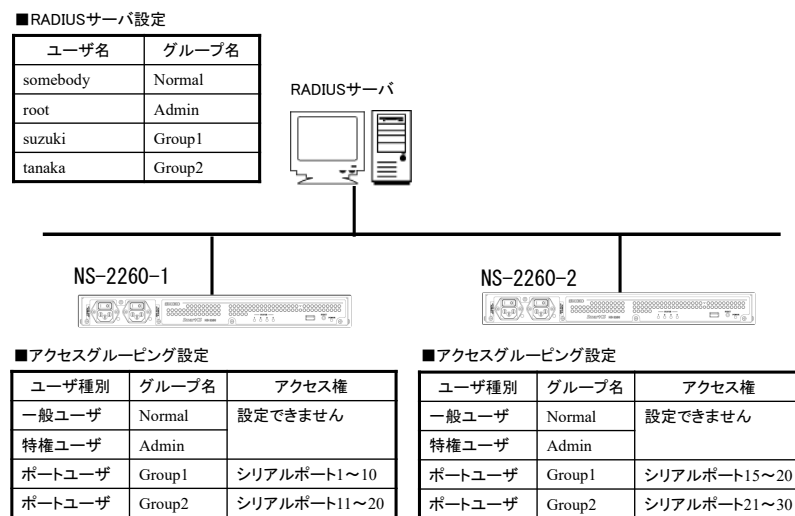 ■RADIUSサーバ設定
ユーザ名 グループ名
somebody Normal
root Admin
suzuki Group1
tanaka Group2
RADIUSサーバ
NS-2260-1
NS-2260-2
■アクセスグルーピング設定
ユーザ種別 グループ名 アクセス権
一般ユーザ Normal 設定できません
特権ユーザ Admin
ポートユーザ Group1 シリアルポート1～10
ポートユーザ Group2 シリアルポート11～20
■アクセスグルーピング設定
ユーザ種別 グループ名 アクセス権
一般ユーザ Normal 設定できません
特権ユーザ Admin
ポートユーザ Group1 シリアルポート15～20
ポートユーザ Group2 シリアルポート21～30